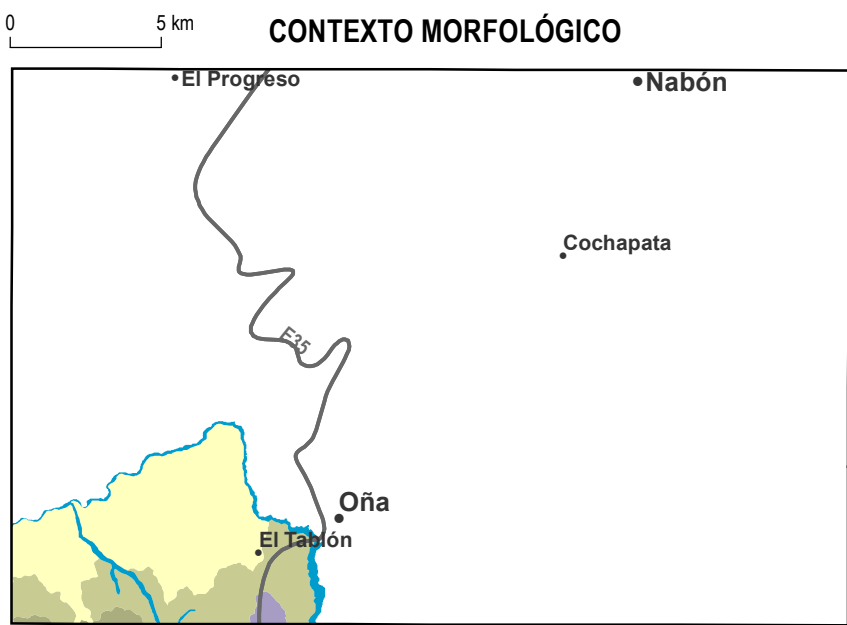 0 5 km
CONTEXTO MORFOLÓGICO
El Progreso
Nabón
Cochapata
E35
Oña
El Tablón